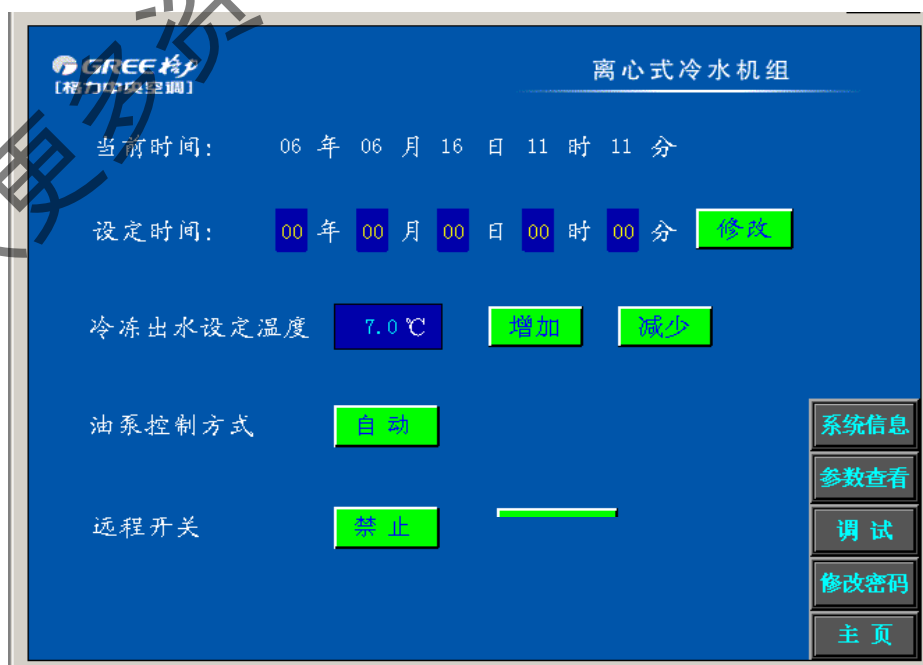 更多资
GREE 格力
[格力中央空调]
离心式冷水机组
当前时间: 06 年 06 月 16 日 11 时 11 分
设定时间: 00 年 00 月 00 日 00 时 00 分 修改
冷冻出水设定温度 7.0℃ 增加 减少
油泵控制方式 自动
远程开关 禁止
系统信息
参数查看
调试
修改密码
主页